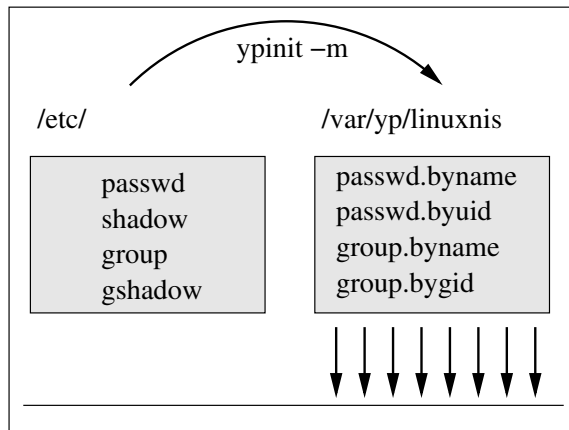 ypinit –m
/etc/
/var/yp/linuxnis
passwd
shadow
group
gshadow
passwd.byname
passwd.byuid
group.byname
group.bygid